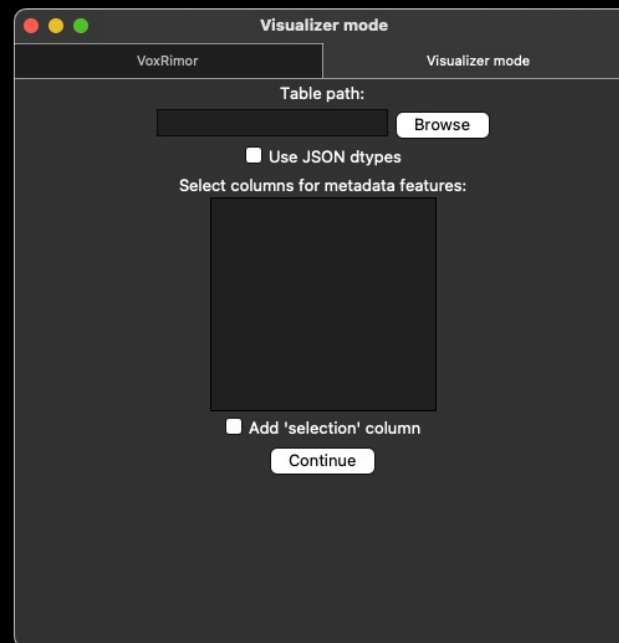 Visualizer mode
VoxRimor Visualizer mode
Table path:
Browse
Use JSON dtypes
Select columns for metadata features:
Add 'selection' column
Continue